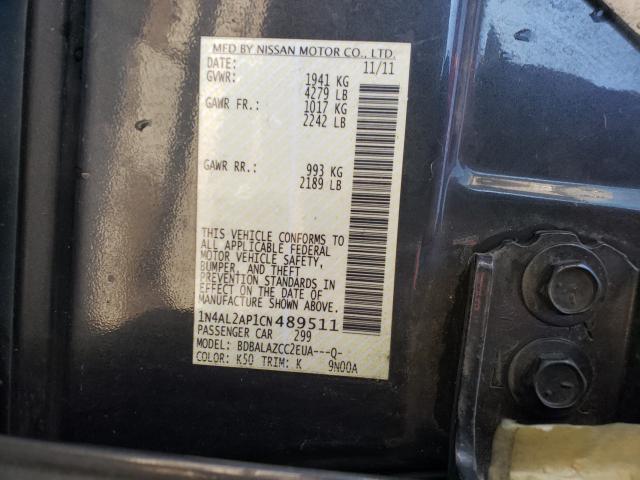 MFD BY NISSAN MOTOR CO., LTD.
DATE: 11/11
GVWR: 1941 KG
4279 LB
GAWR FR.: 1017 KG
2242 LB
GAWR RR.: 993 KG
2189 LB
THIS VEHICLE CONFORMS TO
ALL APPLICABLE FEDERAL
MOTOR VEHICLE SAFETY,
BUMPER, AND THEFT
PREVENTION STANDARDS IN
EFFECT ON THE DATE OF
MANUFACTURE SHOWN ABOVE.
1N4AL2AP1CN489511
PASSENGER CAR 299
MODEL: BDBALAZCC2EUA---Q-
COLOR: K50 TRIM: K 9N00A